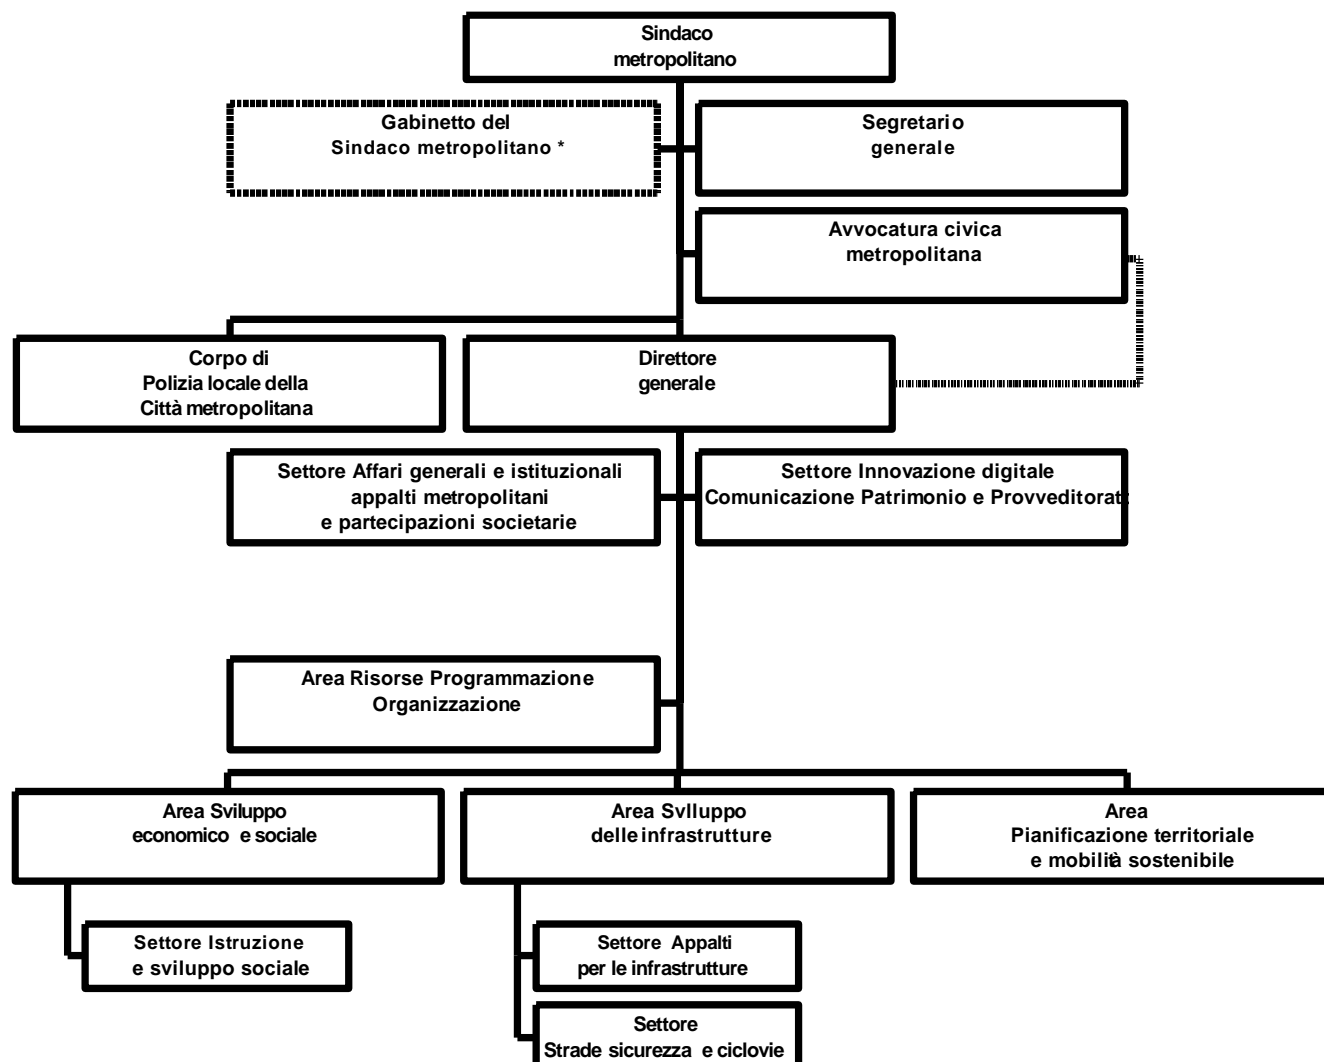 Sindaco
metropolitano
Gabinetto del
Sindaco metropolitano *
Segretario
generale
Avvocatura civica
metropolitana
Corpo di
Polizia locale della
Città metropolitana
Direttore
generale
Settore Affari generali e istituzionali
appalti metropolitani
e partecipazioni societarie
Settore Innovazione digitale
Comunicazione Patrimonio e Provveditorat
Area Risorse Programmazione
Organizzazione
Area Sviluppo
economico e sociale
Area Svlluppo
delle infrastrutture
Area
Pianificazione territoriale
e mobilità sostenibile
Settore Istruzione
e sviluppo sociale
Settore Appalti
per le infrastrutture
Settore
Strade sicurezza e ciclovie